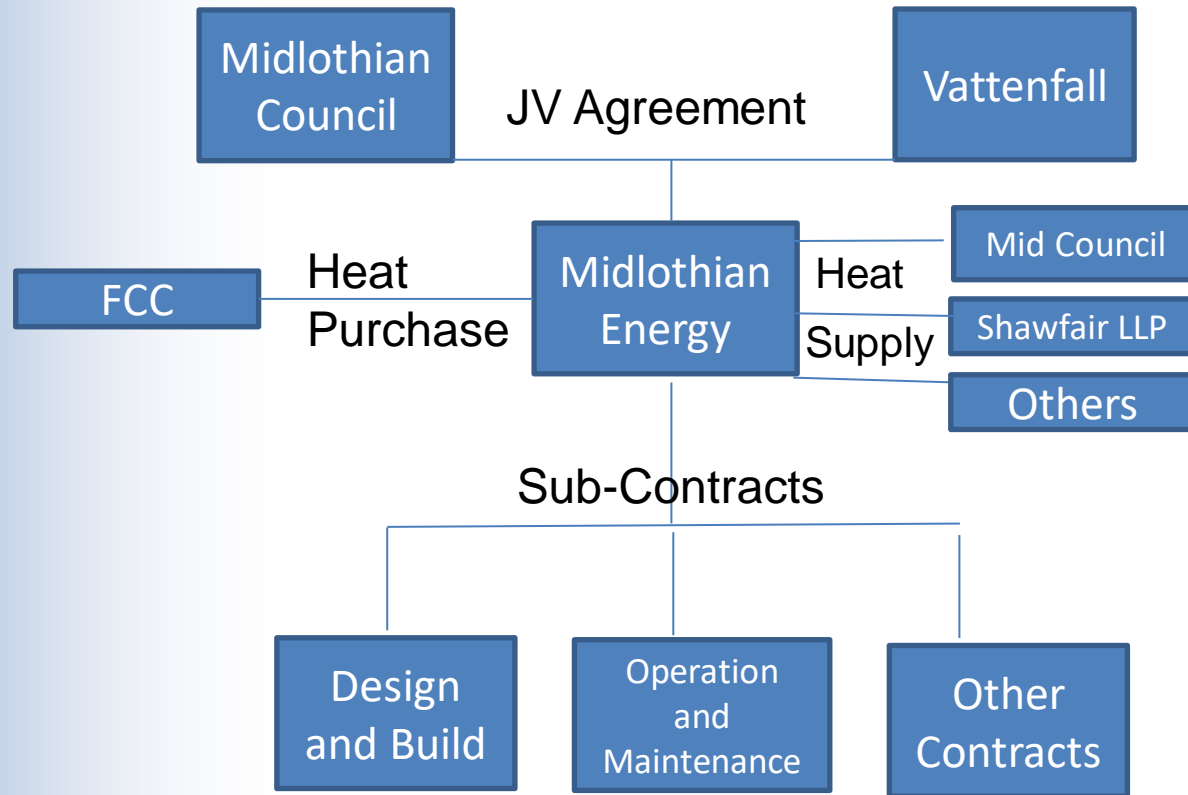 Midlothian
Council
JV Agreement
Vattenfall
FCC
Heat
Purchase
Midlothian
Energy
Heat
Supply
Mid Council
Shawfair LLP
Others
Sub-Contracts
Design
and Build
Operation
and
Maintenance
Other
Contracts